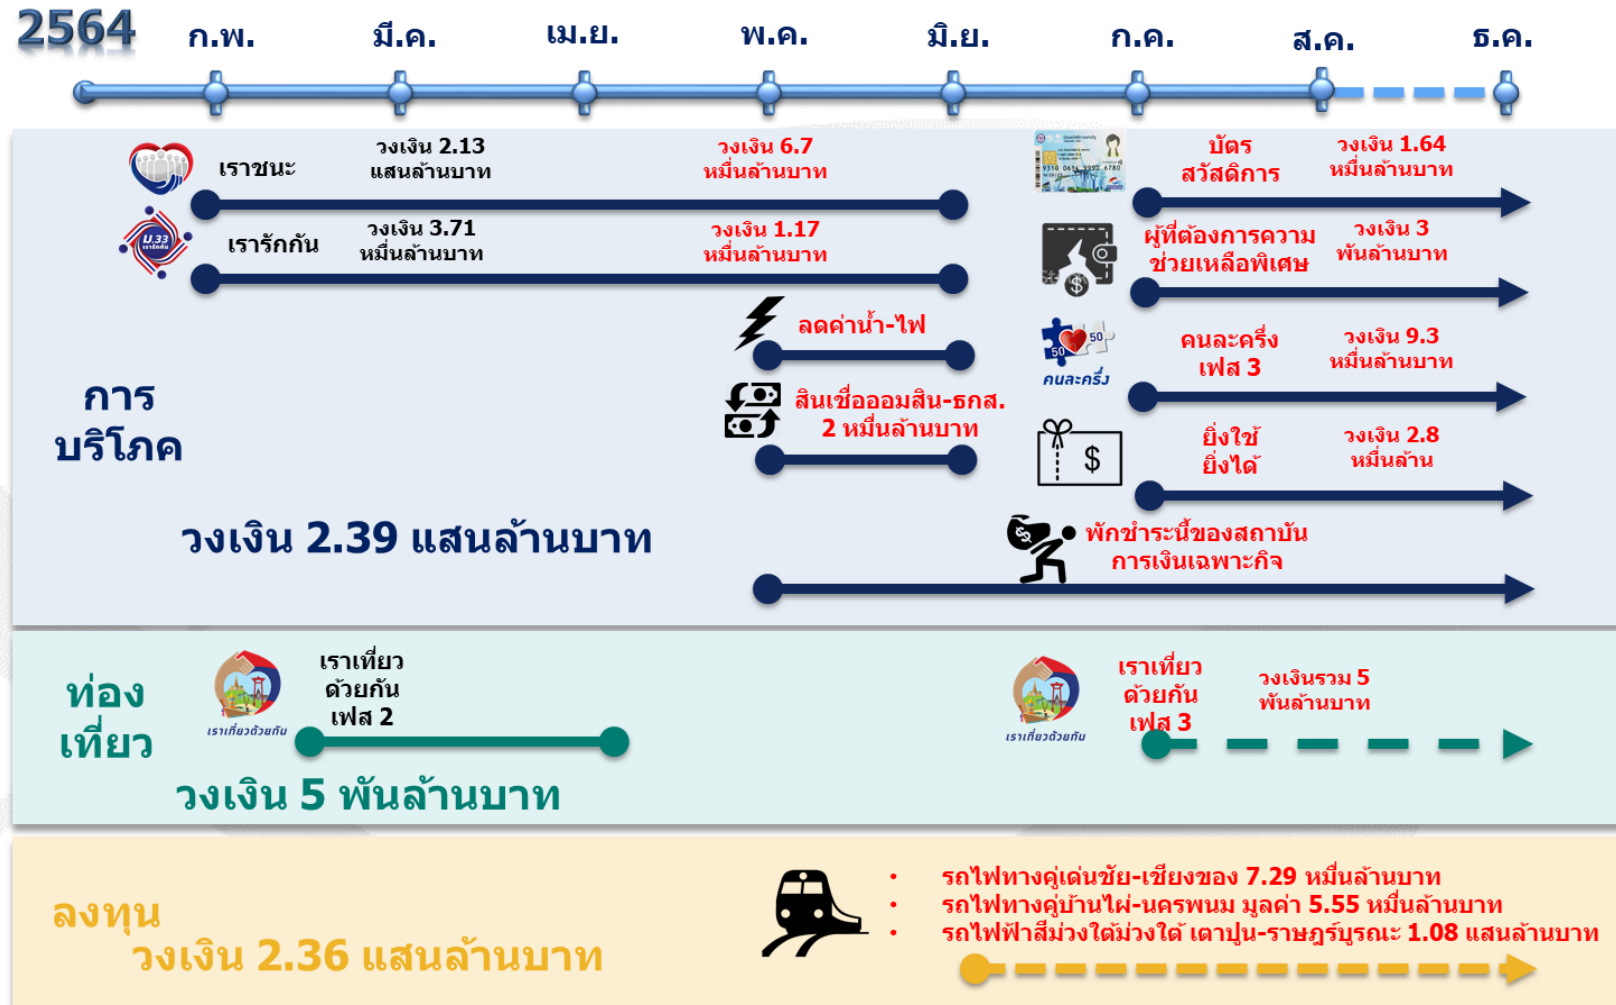 2564
ก.พ.
มี.ค.
เม.ย.
พ.ค.
มิ.ย.
ก.ค.
ส.ค.
ธ.ค.
เราชนะ
วงเงิน 2.13
แสนล้านบาท
วงเงิน 6.7
หมื่นล้านบาท
บัตร
สวัสดิการ
วงเงิน 1.64
หมื่นล้านบาท
ม.33
เรารักกัน
เรารักกัน
วงเงิน 3.71
หมื่นล้านบาท
วงเงิน 1.17
หมื่นล้านบาท
ผู้ที่ต้องการความ
ช่วยเหลือพิเศษ
วงเงิน 3
พันล้านบาท
$
ลดค่าน้ำ-ไฟ
50
50
คนละครึ่ง
คนละครึ่ง
เฟส 3
วงเงิน 9.3
หมื่นล้านบาท
การ
บริโภค
สินเชื่อออมสิน-ธกส.
2 หมื่นล้านบาท
$
ยิ่งใช้
ยิ่งได้
วงเงิน 2.8
หมื่นล้าน
วงเงิน 2.39 แสนล้านบาท
$
พักชำระนี้ของสถาบัน
การเงินเฉพาะกิจ
ท่อง
เที่ยว
เราเที่ยวด้วยกัน
เราเที่ยว
ด้วยกัน
เฟส 2
เราเที่ยวด้วยกัน
เราเที่ยว
ด้วยกัน
เฟส 3
วงเงินรวม 5
พันล้านบาท
วงเงิน 5 พันล้านบาท
ลงทุน
วงเงิน 2.36 แสนล้านบาท
• รถไฟทางคู่เด่นชัย-เชียงของ 7.29 หมื่นล้านบาท
• รถไฟทางคู่บ้านไผ่-นครพนม มูลค่า 5.55 หมื่นล้านบาท
• รถไฟฟ้าสีม่วงใต้ม่วงใต้ เตาปูน-ราษฎร์บูรณะ 1.08 แสนล้านบาท